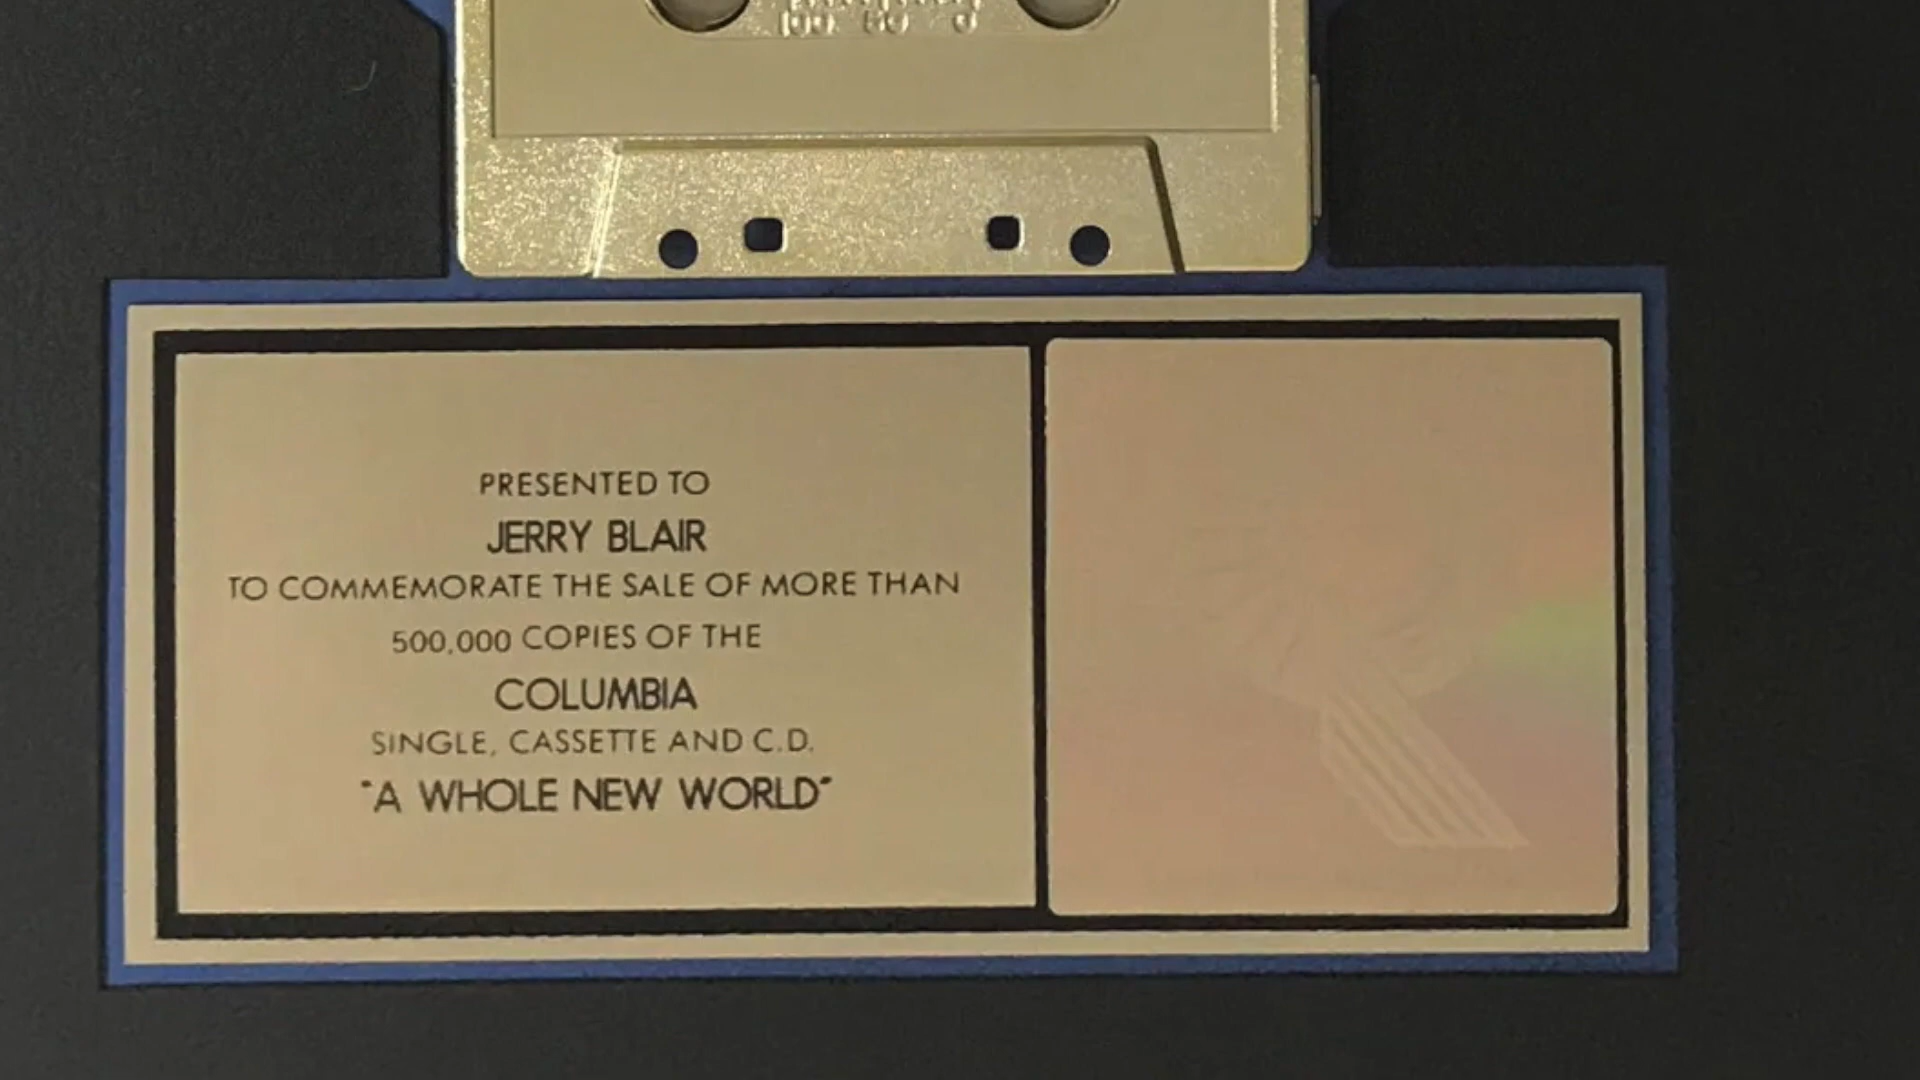 PRESENTED TO
JERRY BLAIR
TO COMMEMORATE THE SALE OF MORE THAN
500,000 COPIES OF THE
COLUMBIA
SINGLE, CASSETTE AND C.D.
"A WHOLE NEW WORLD"